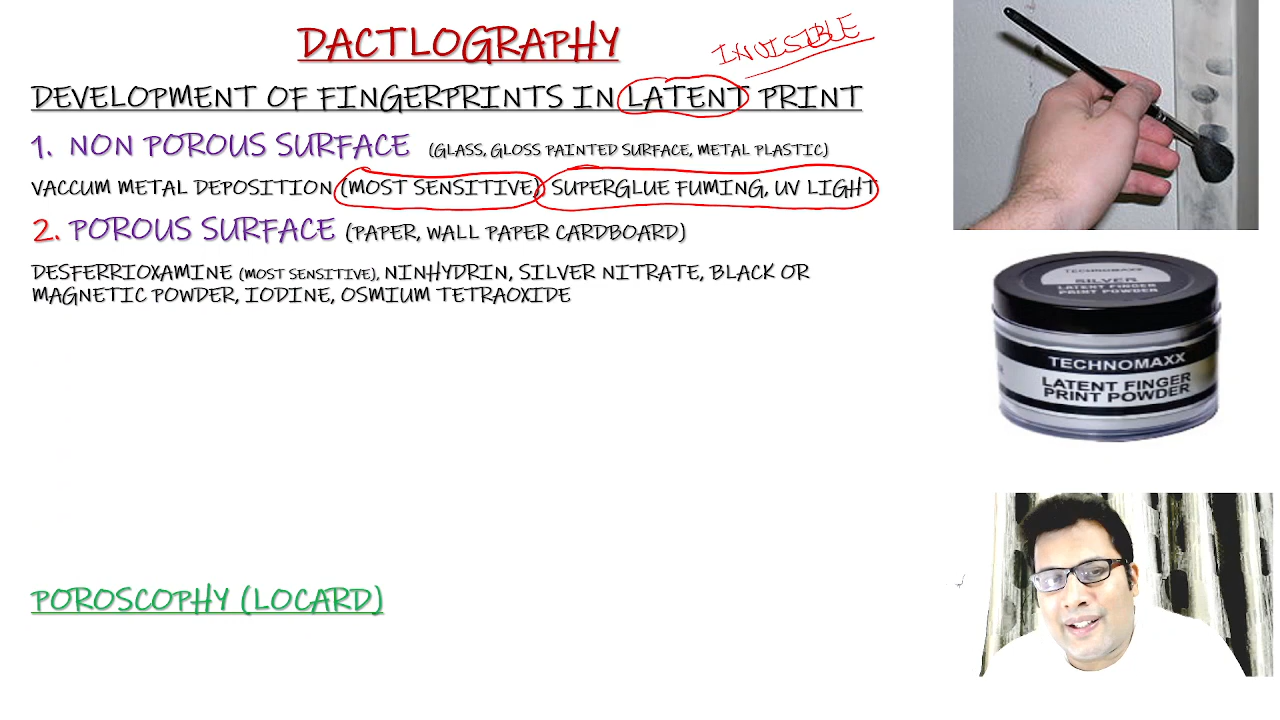 DACTLOGRAPHY
INVISIBLE
DEVELOPMENT OF FINGERPRINTS IN LATENT PRINT
1. NON POROUS SURFACE (GLASS, GLOSS PAINTED SURFACE, METAL PLASTIC)
VACCUM METAL DEPOSITION (MOST SENSITIVE) SUPERGLUE FUMING, UV LIGHT
2. POROUS SURFACE (PAPER, WALL PAPER CARDBOARD)
DESFERRIOXAMINE (MOST SENSITIVE), NINHYDRIN, SILVER NITRATE, BLACK OR
MAGNETIC POWDER, IODINE, OSMIUM TETRAOXIDE
TECHNOMAXX
SILVER
LATENT FINGER
PRINT POWDER
TECHNOMAXX
LATENT FINGER
PRINT POWDER
POROSCOPHY (LOCARD)